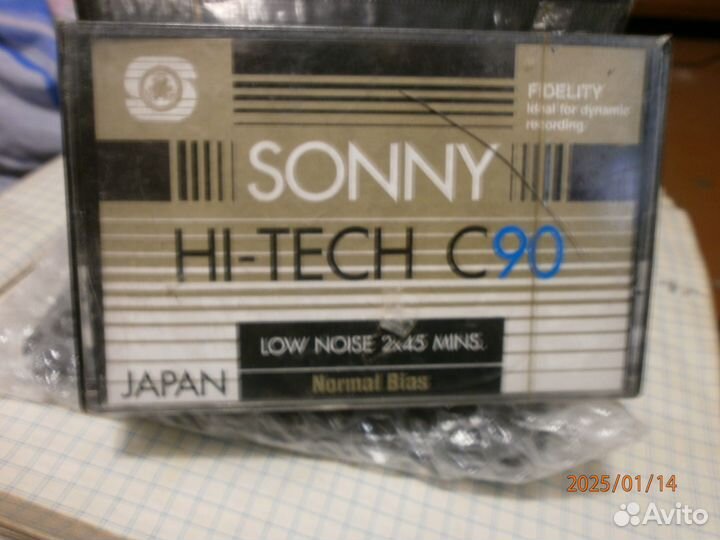 FIDELITY
Ideal for dynamic
recording.
SONNY
HI-TECH C90
LOW NOISE 2x45 MINS.
JAPAN
Normal Bias
2025/01/14
Avito